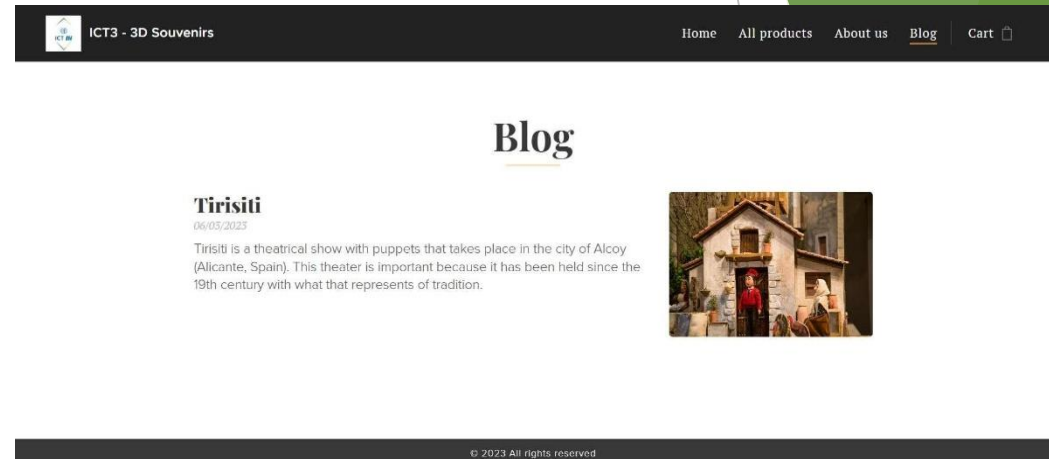 ICT3 - 3D Souvenirs
Home All products About us Blog Cart
Blog
Tirisiti
06/03/2023
Tirisiti is a theatrical show with puppets that takes place in the city of Alcoy
(Alicante, Spain). This theater is important because it has been held since the
19th century with what that represents of tradition.
© 2023 All rights reserved